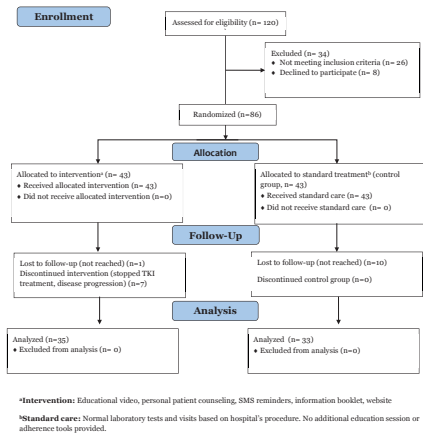 Enrollment
Assessed for eligibility (n= 120)
Excluded (n= 34)
♦ Not meeting inclusion criteria (n= 26)
♦ Declined to participate (n= 8)
Randomized (n=86)
Allocation
Allocated to interventionᵃ (n= 43)
♦ Received allocated intervention (n= 43)
♦ Did not receive allocated intervention (n=0)
Allocated to standard treatmentᵇ (control
group, n= 43)
♦ Received standard care (n= 43)
♦ Did not receive standard care (n= 0)
Follow-Up
Lost to follow-up (not reached) (n=1)
Discontinued intervention (stopped TKI
treatment, disease progression) (n=7)
Lost to follow-up (not reached) (n=10)
Discontinued control group (n=0)
Analysis
Analyzed (n=35)
♦ Excluded from analysis (n= 0)
Analyzed (n= 33)
♦ Excluded from analysis (n=0)
ᵃIntervention: Educational video, personal patient counseling, SMS reminders, information booklet, website
ᵇStandard care: Normal laboratory tests and visits based on hospital's procedure. No additional education session or
adherence tools provided.